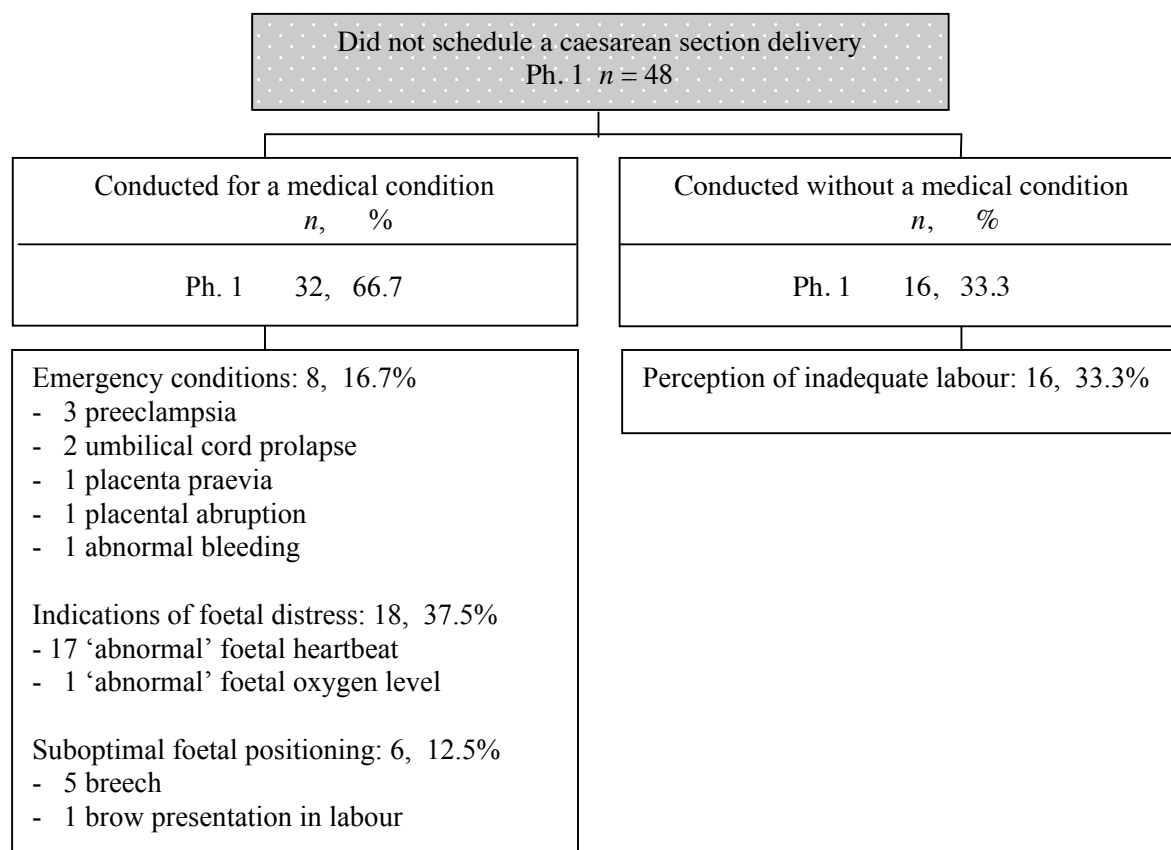 Did not schedule a caesarean section delivery
Ph. 1 n = 48
Conducted for a medical condition
n, %
Ph. 1 32, 66.7
Conducted without a medical condition
n, %
Ph. 1 16, 33.3
Emergency conditions: 8, 16.7%
- 3 preeclampsia
- 2 umbilical cord prolapse
- 1 placenta praevia
- 1 placental abruption
- 1 abnormal bleeding
Indications of foetal distress: 18, 37.5%
- 17 ‘abnormal’ foetal heartbeat
- 1 ‘abnormal’ foetal oxygen level
Suboptimal foetal positioning: 6, 12.5%
- 5 breech
- 1 brow presentation in labour
Perception of inadequate labour: 16, 33.3%